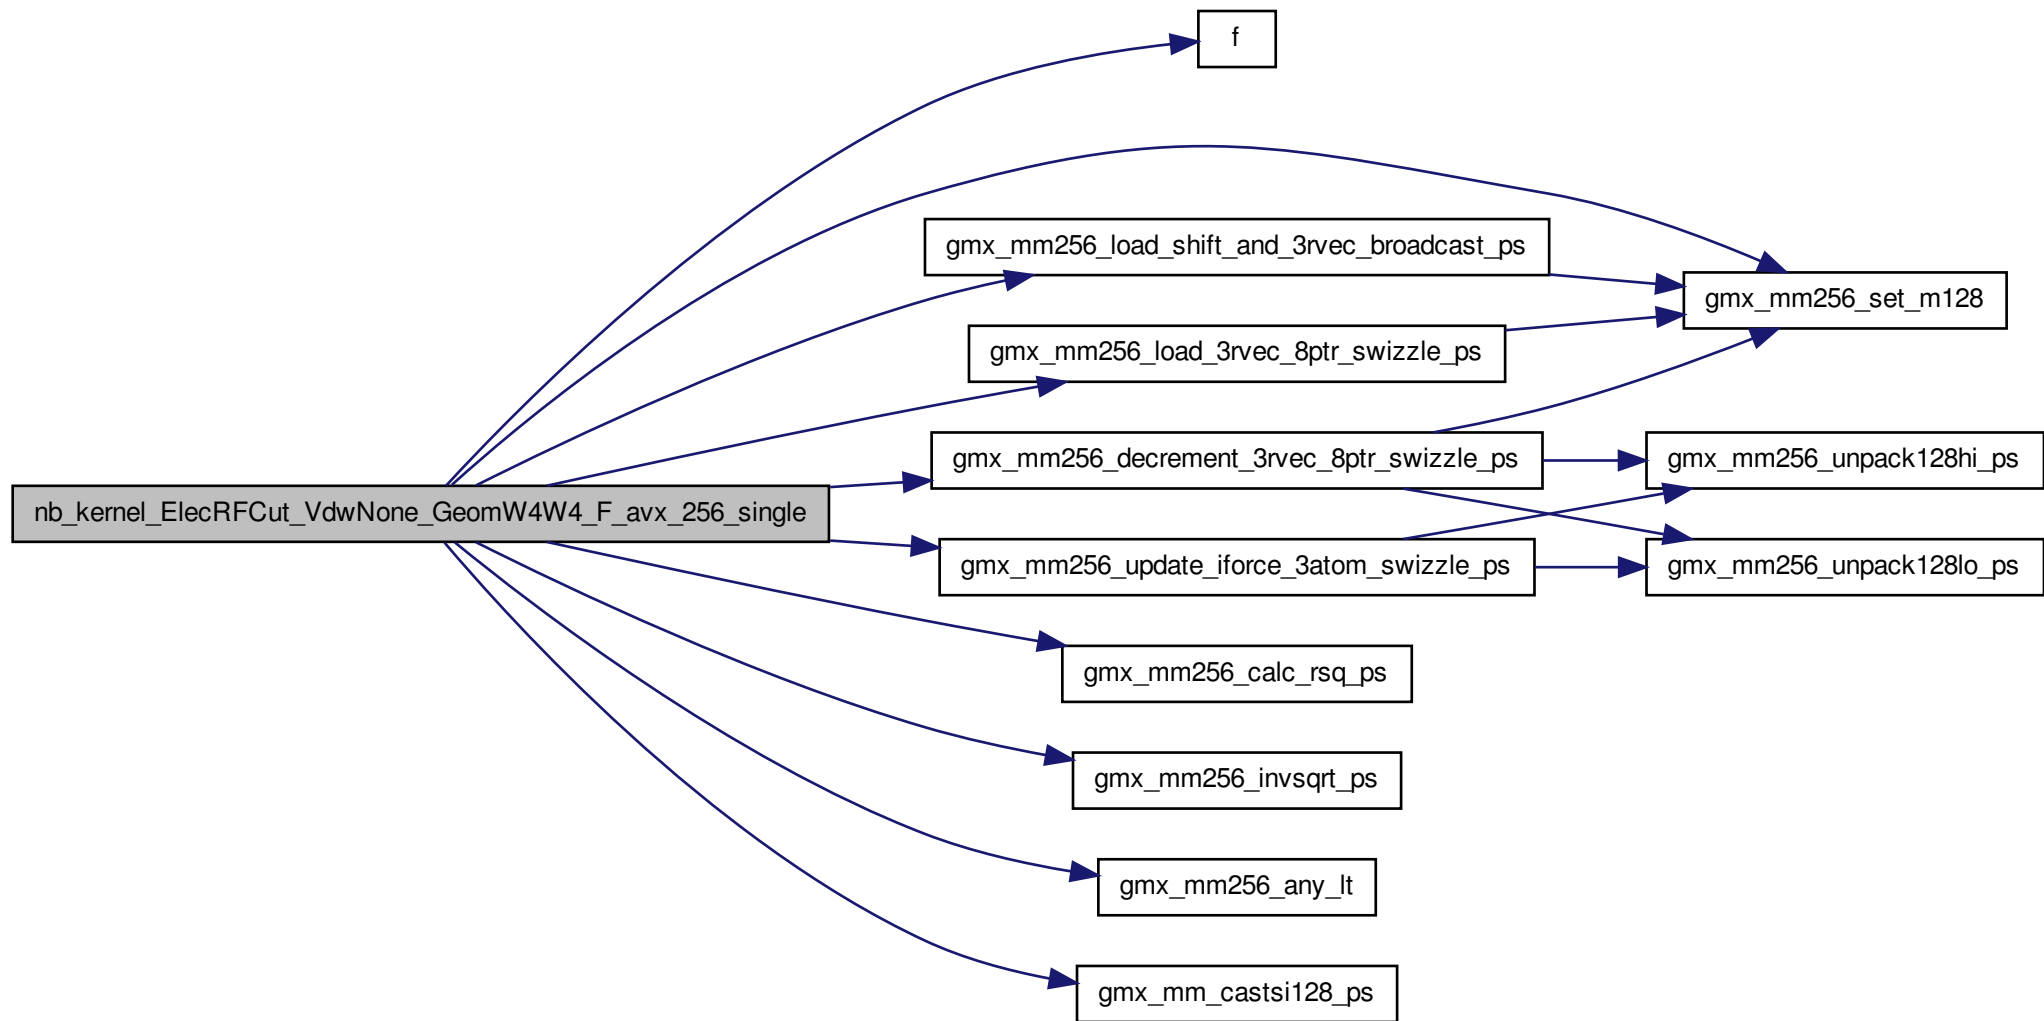 f
gmx_mm256_load_shift_and_3rvec_broadcast_ps
gmx_mm256_set_m128
gmx_mm256_load_3rvec_8ptr_swizzle_ps
gmx_mm256_decrement_3rvec_8ptr_swizzle_ps
gmx_mm256_unpack128hi_ps
nb_kernel_ElecRFCut_VdwNone_GeomW4W4_F_avx_256_single
gmx_mm256_update_iforce_3atom_swizzle_ps
gmx_mm256_unpack128lo_ps
gmx_mm256_calc_rsq_ps
gmx_mm256_invsqrt_ps
gmx_mm256_any_lt
gmx_mm_castsi128_ps